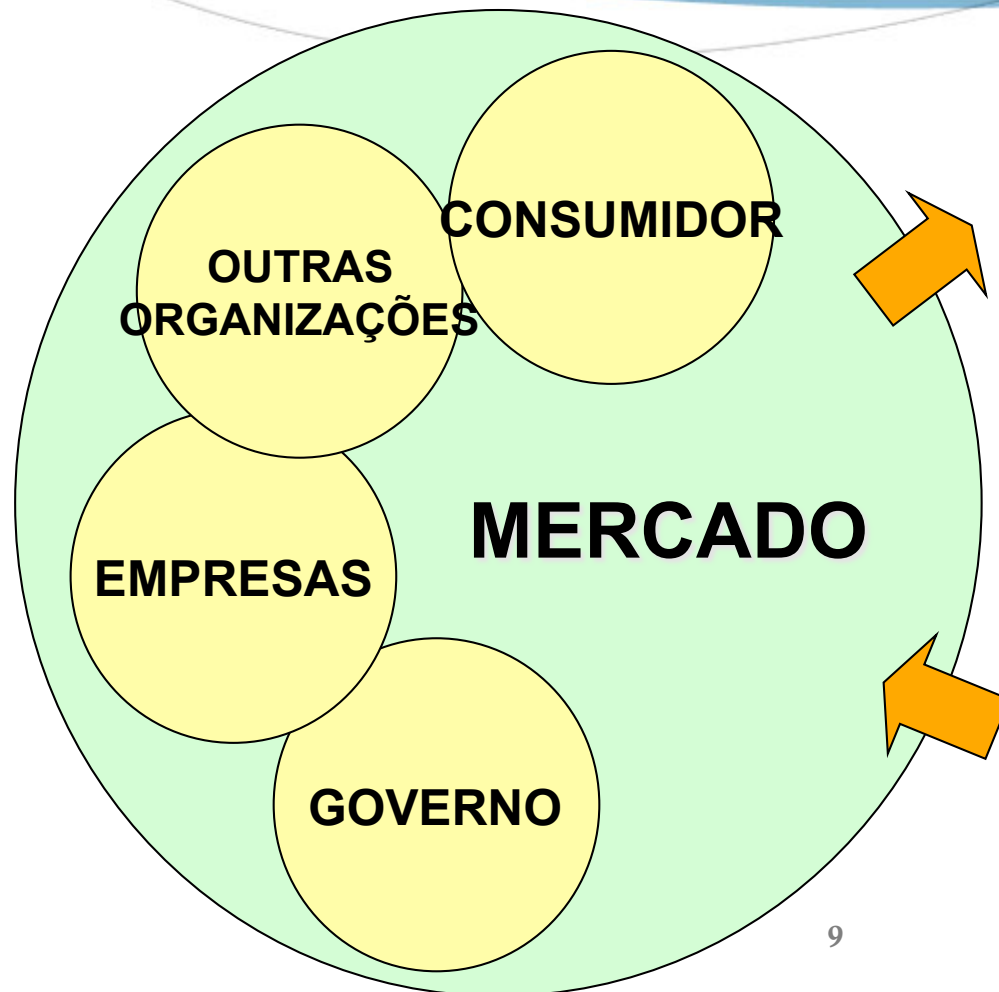 CONSUMIDOR
OUTRAS
ORGANIZAÇÕES
MERCADO
EMPRESAS
GOVERNO
9